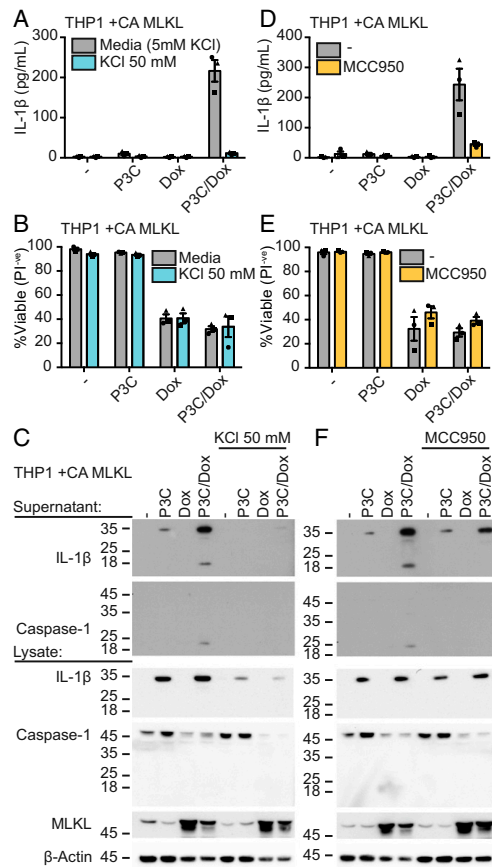 A THP1 +CA MLKL
Media (5mM KCl)
KCl 50 mM
IL-1β (pg/mL)
300
200
100
0
- P3C Dox P3C/Dox
D THP1 +CA MLKL
-
MCC950
IL-1β (pg/mL)
400
300
200
100
0
- P3C Dox P3C/Dox
B THP1 +CA MLKL
Media
KCl 50 mM
%Viable (PI-ve)
100
80
60
40
20
0
- P3C Dox P3C/Dox
E THP1 +CA MLKL
-
MCC950
%Viable (PI-ve)
100
80
60
40
20
0
- P3C Dox P3C/Dox
C
KCl 50 mM
THP1 +CA MLKL
- P3C Dox P3C/Dox - P3C Dox P3C/Dox
Supernatant:
IL-1β
35
25
18
Caspase-1
45
35
25
18
Lysate:
IL-1β
35
25
18
Caspase-1
45
35
25
18
MLKL
45
β-Actin
45
F
MCC950
- P3C Dox P3C/Dox - P3C Dox P3C/Dox
35
25
18
45
35
25
18
35
25
18
45
35
25
18
45
45